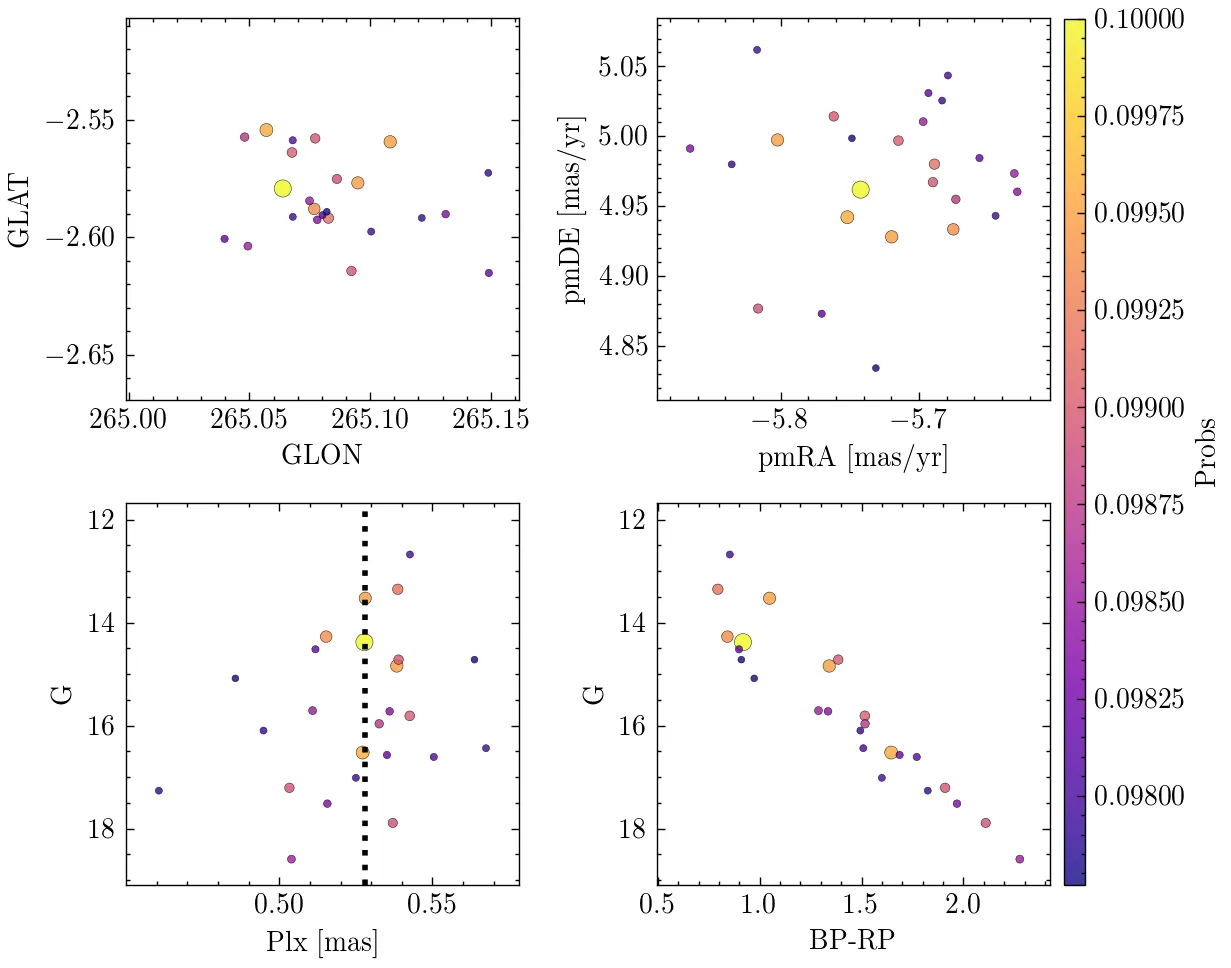 −2.55
−2.60
−2.65
GLAT
265.00 265.05 265.10 265.15
GLON
5.05
5.00
4.95
4.90
4.85
pmDE [mas/yr]
−5.8 −5.7
pmRA [mas/yr]
12
14
16
18
G
0.50 0.55
Plx [mas]
12
14
16
18
G
0.5 1.0 1.5 2.0
BP-RP
0.10000
0.09975
0.09950
0.09925
0.09900
0.09875
0.09850
0.09825
0.09800
Probs